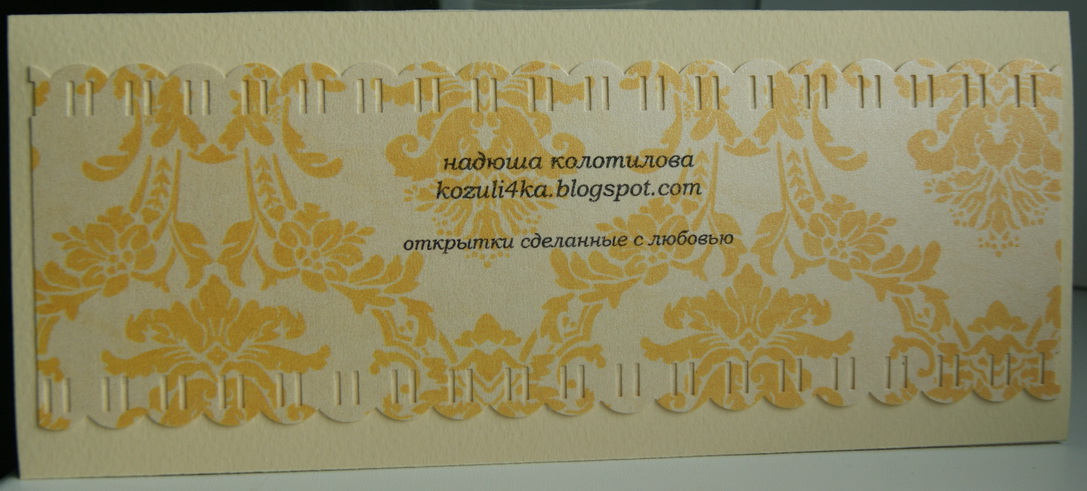 надюша колотилова
kozuli4ka.blogspot.com
открытки сделанные с любовью